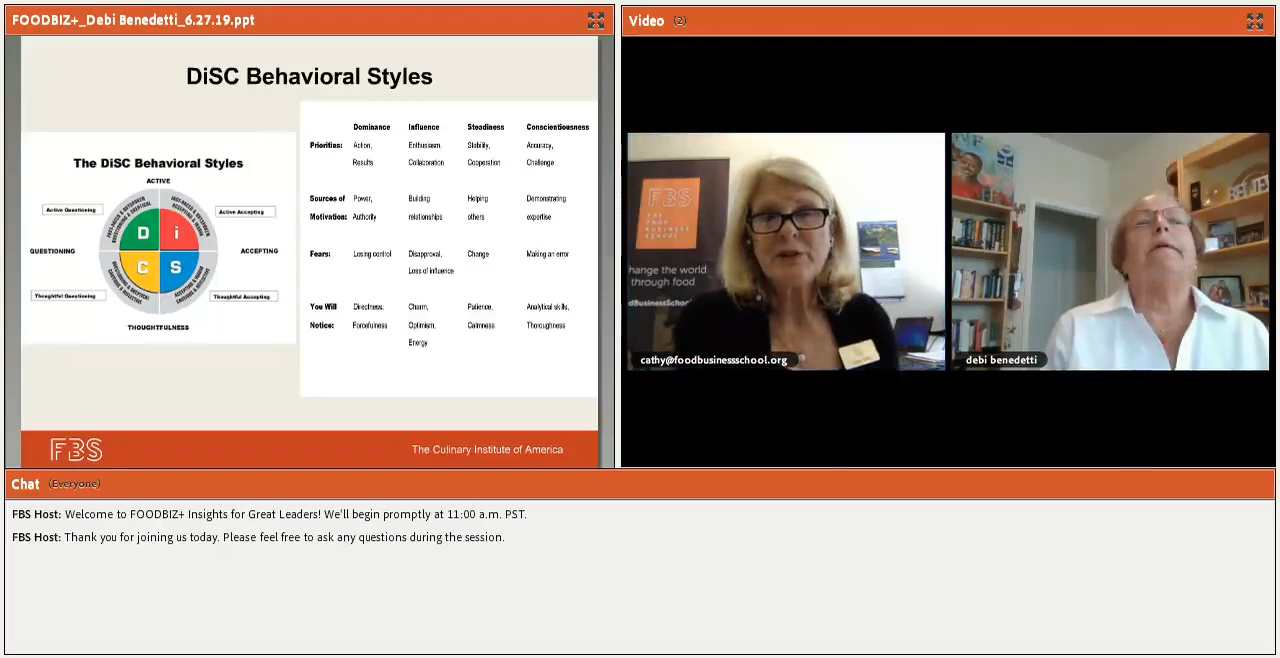 FOODBIZ+_Debi Benedetti_6.27.19.ppt
DiSC Behavioral Styles
The DiSC Behavioral Styles
ACTIVE
Active Questioning
Active Accepting
D i
QUESTIONING
ACCEPTING
C S
Thoughtful Questioning
Thoughtful Accepting
THOUGHTFULNESS
Dominance Influence Steadiness Conscientiousness
Priorities: Action, Enthusiasm, Stability, Accuracy,
Results Collaboration Cooperation Challenge
Sources of Power, Building Helping Demonstrating
Motivation: Authority relationships others expertise
Fears: Losing control Disapproval, Change Making an error
Loss of influence
You Will Directness, Charm, Patience, Analytical skills,
Notice: Forcefulness Optimism, Calmness Thoroughness
Energy
FBS
The Culinary Institute of America
Video (2)
FBS
THE
FOOD
BUSINESS
SCHOOL
hange the world
through food
dBusinessSchoo
cathy@foodbusinessschool.org
debi benedetti
Chat (Everyone)
FBS Host: Welcome to FOODBIZ+ Insights for Great Leaders! We'll begin promptly at 11:00 a.m. PST.
FBS Host: Thank you for joining us today. Please feel free to ask any questions during the session.